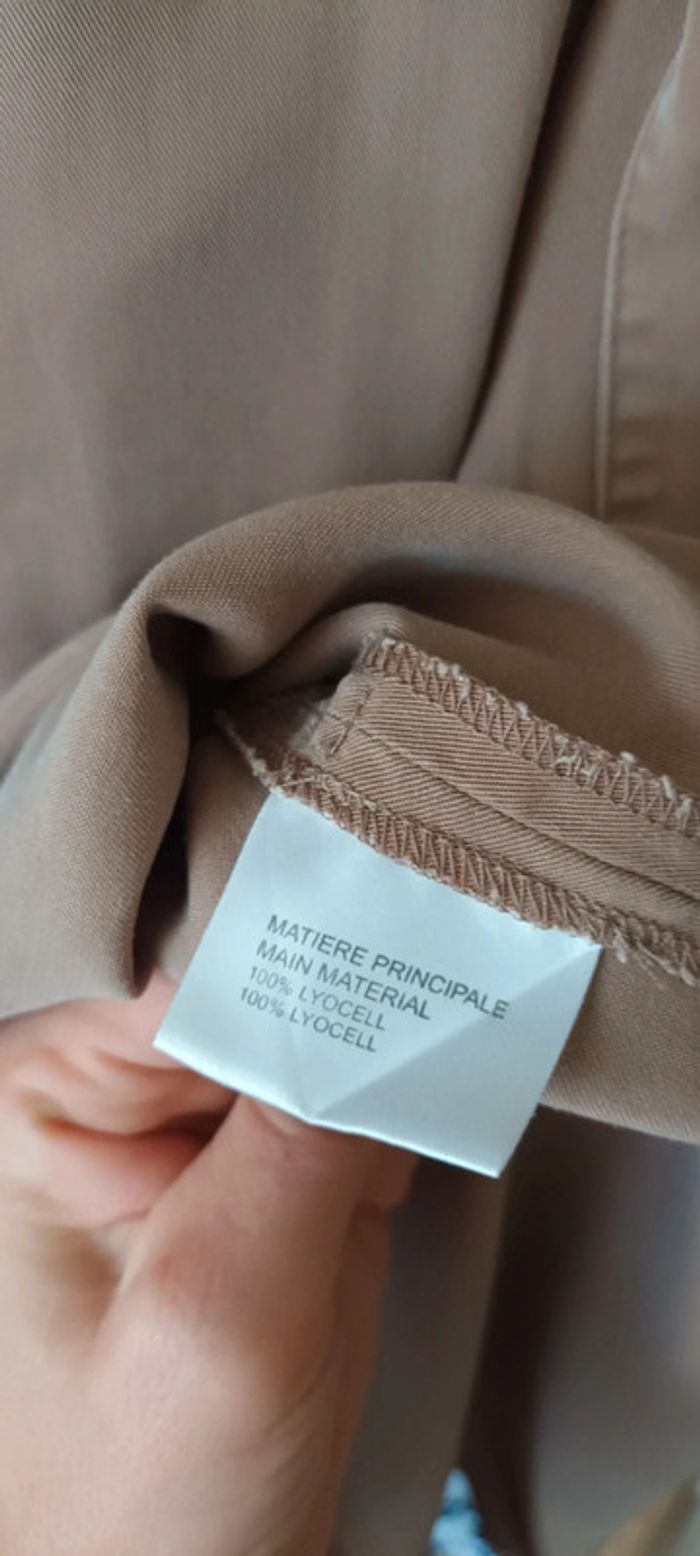 MATIERE PRINCIPALE
MAIN MATERIAL
100% LYOCELL
100% LYOCELL